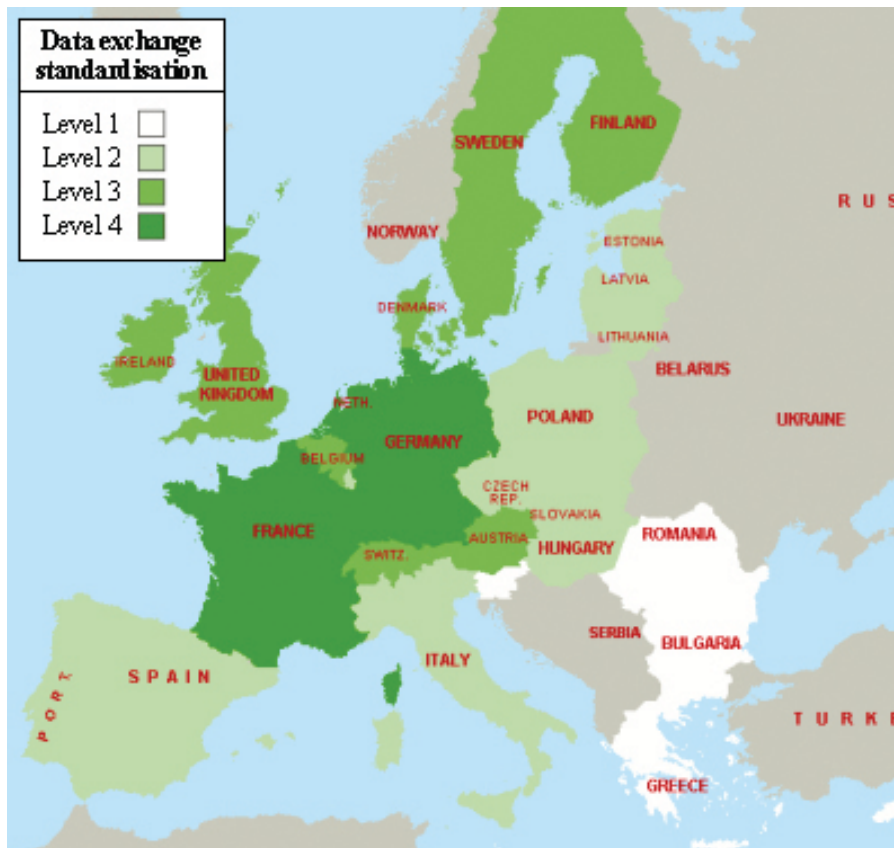 Data exchange
standardisation
Level 1
Level 2
Level 3
Level 4
FINLAND
SWEDEN
RUS
NORWAY
ESTONIA
LATVIA
DENMARK
LITHUANIA
IRELAND
UNITED
KINGDOM
BELARUS
NETH.
POLAND
UKRAINE
GERMANY
BELGIUM
CZECH
REP.
SLOVAKIA
FRANCE
AUSTRIA
HUNGARY
ROMANIA
SWITZ.
SERBIA
BULGARIA
ITALY
SPAIN
PORT.
TURK
GREECE